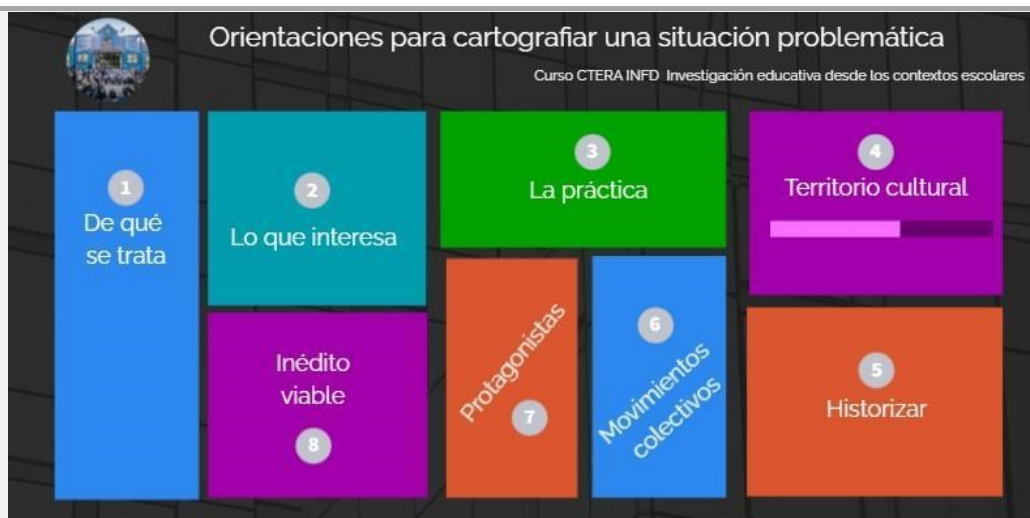 Orientaciones para cartografiar una situación problemática
Curso CTERA INFD Investigación educativa desde los contextos escolares
1
De qué
se trata
2
Lo que interesa
3
La práctica
4
Territorio cultural
5
Historizar
6
Movimientos
colectivos
Protagonistas
7
Inédito
viable
8